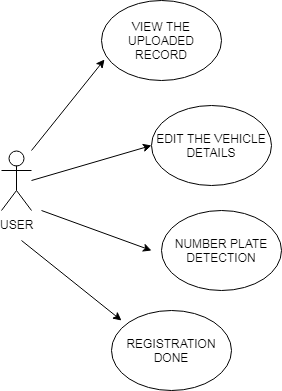 VIEW THE
UPLOADED
RECORD
EDIT THE VEHICLE
DETAILS
USER
NUMBER PLATE
DETECTION
REGISTRATION
DONE